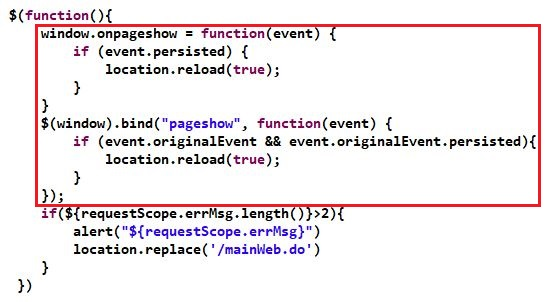 $(function(){
window.onpageshow = function(event) {
if (event.persisted) {
location.reload(true);
}
}
$(window).bind("pageshow", function(event) {
if (event.originalEvent && event.originalEvent.persisted){
location.reload(true);
}
});
if(${requestScope.errMsg.length()}>2){
alert("${requestScope.errMsg}")
location.replace('/mainWeb.do')
}
})